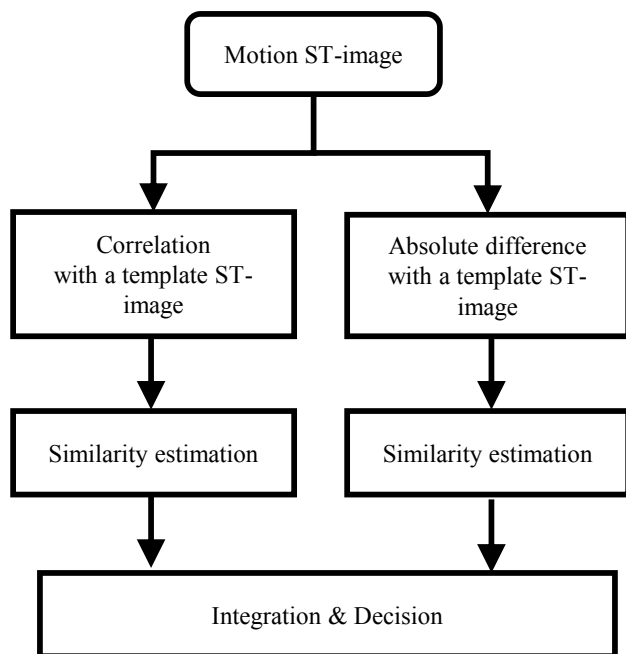 Motion ST-image
Correlation
with a template ST-
image
Absolute difference
with a template ST-
image
Similarity estimation
Similarity estimation
Integration & Decision